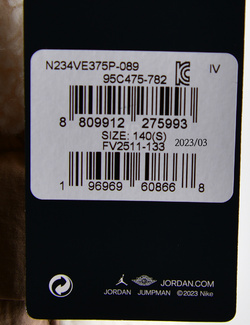 N234VE375P-089 IV
95C475-782
8 809912 275993
SIZE: 140(S)
FV2511-133 2023/03
1 96969 60866 8
JORDAN.COM
JORDAN JUMPMAN ©2023 Nike